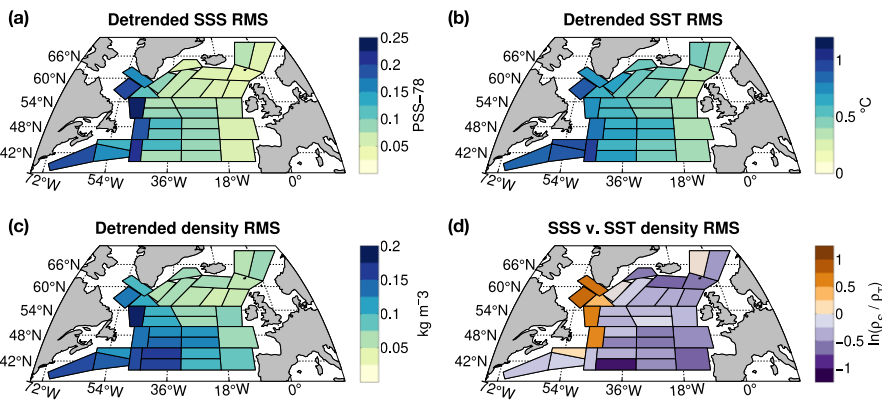 (a) Detrended SSS RMS
66°N
60°N
54°N
48°N
42°N
72°W 54°W 36°W 18°W 0°
0.25
0.2
0.15
0.1
0.05
PSS−78
(b) Detrended SST RMS
66°N
60°N
54°N
48°N
42°N
72°W 54°W 36°W 18°W 0°
1
0.5
0
°C
(c) Detrended density RMS
66°N
60°N
54°N
48°N
42°N
72°W 54°W 36°W 18°W 0°
0.2
0.15
0.1
0.05
kg m−3
(d) SSS v. SST density RMS
66°N
60°N
54°N
48°N
42°N
72°W 54°W 36°W 18°W 0°
1
0.5
0
−0.5
−1
ln(ρS / ρT)